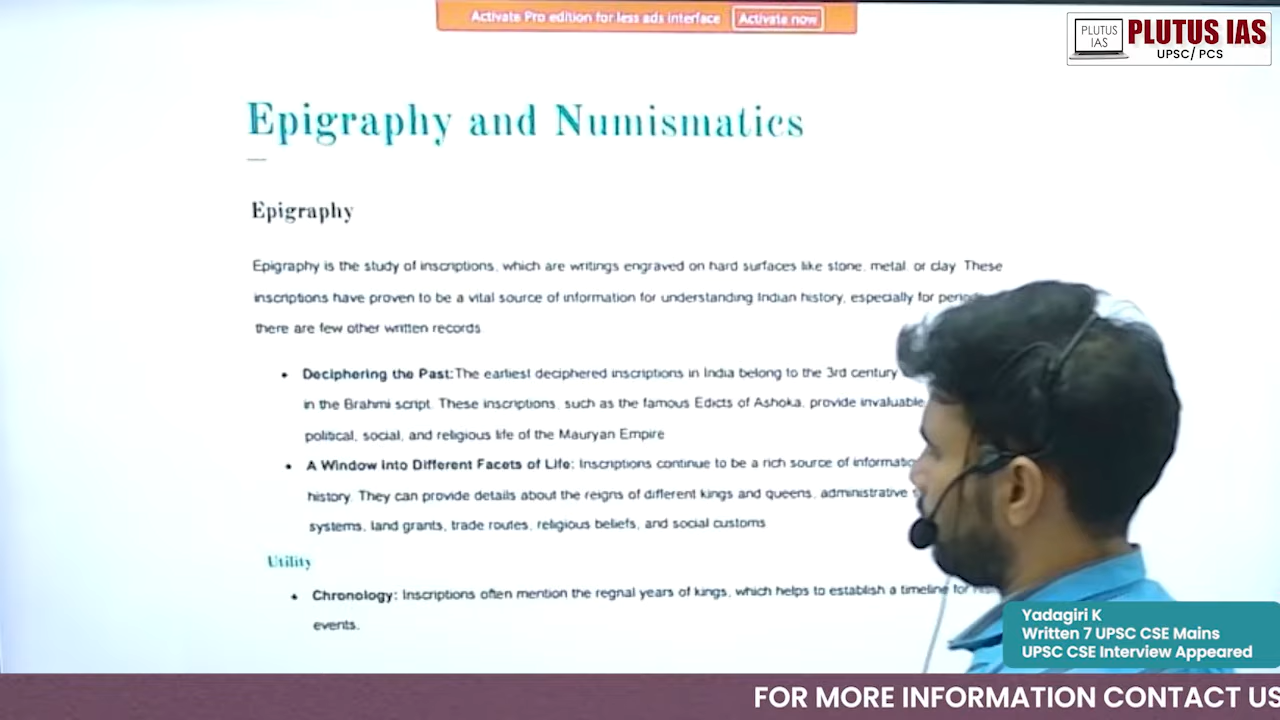 Activate Pro edition for less ads interface Activate now
PLUTUS IAS
PLUTUS IAS
UPSC/ PCS
Epigraphy and Numismatics
Epigraphy
Epigraphy is the study of inscriptions, which are writings engraved on hard surfaces like stone, metal, or clay. These
inscriptions have proven to be a vital source of information for understanding Indian history, especially for
there are few other written records
• Deciphering the Past:The earliest deciphered inscriptions in India belong to the 3rd century
in the Brahmi script. These inscriptions, such as the famous Edicts of Ashoka, provide invaluable
political, social, and religious life of the Mauryan Empire
• A Window into Different Facets of Life: Inscriptions continue to be a rich source of
history. They can provide details about the reigns of different kings and queens, administrative
systems, land grants, trade routes, religious beliefs, and social customs
Utility
• Chronology: Inscriptions often mention the regnal years of kings, which helps to establish a timeline for
events.
Yadagiri K
Written 7 UPSC CSE Mains
UPSC CSE Interview Appeared
FOR MORE INFORMATION CONTACT US